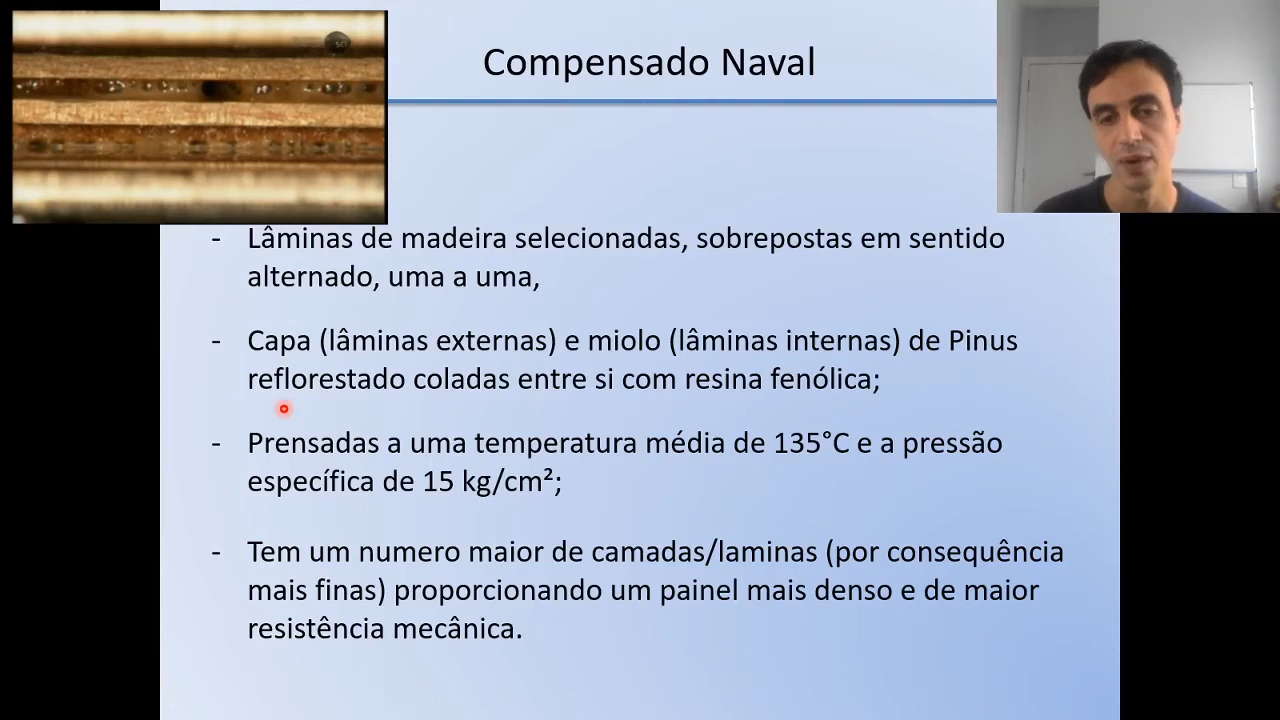 Compensado Naval
- Lâminas de madeira selecionadas, sobrepostas em sentido
alternado, uma a uma,
- Capa (lâminas externas) e miolo (lâminas internas) de Pinus
reflorestado coladas entre si com resina fenólica;
- Prensadas a uma temperatura média de 135°C e a pressão
específica de 15 kg/cm²;
- Tem um numero maior de camadas/laminas (por consequência
mais finas) proporcionando um painel mais denso e de maior
resistência mecânica.